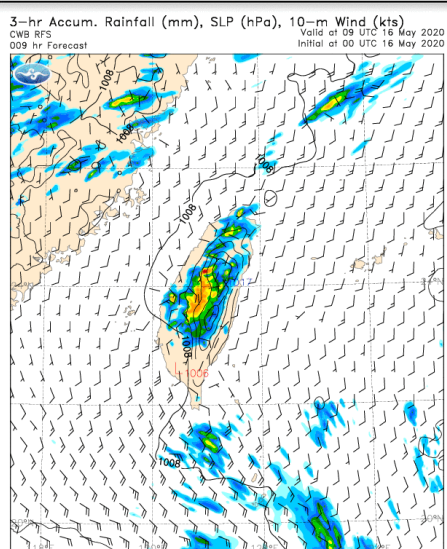 3-hr Accum. Rainfall (mm), SLP (hPa), 10-m Wind (kts)
CWB RFS Valid at 09 UTC 16 May 2020
009 hr Forecast Initial at 00 UTC 16 May 2020
1008
1008
1008
1008
1008
1006
1008